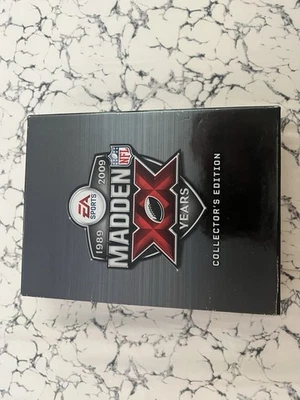 EA
SPORTS
1989 2009
MADDEN NFL
XX
YEARS
COLLECTOR'S EDITION